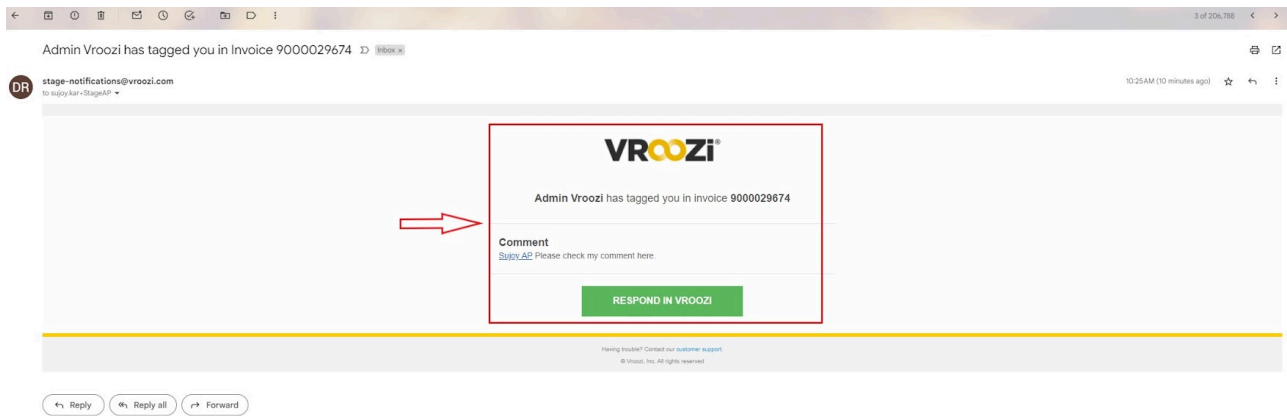 3 of 206,788
Admin Vroozi has tagged you in Invoice 9000029674 Inbox ×
DR
stage-notifications@vroozi.com
10:25 AM (10 minutes ago)
to sujoy.kar+StageAP
VROOZi®
Admin Vroozi has tagged you in invoice 9000029674
Comment
Sujoy AP Please check my comment here.
RESPOND IN VROOZI
Having trouble? Contact our customer support.
© Vroozi, Inc. All rights reserved
Reply
Reply all
Forward